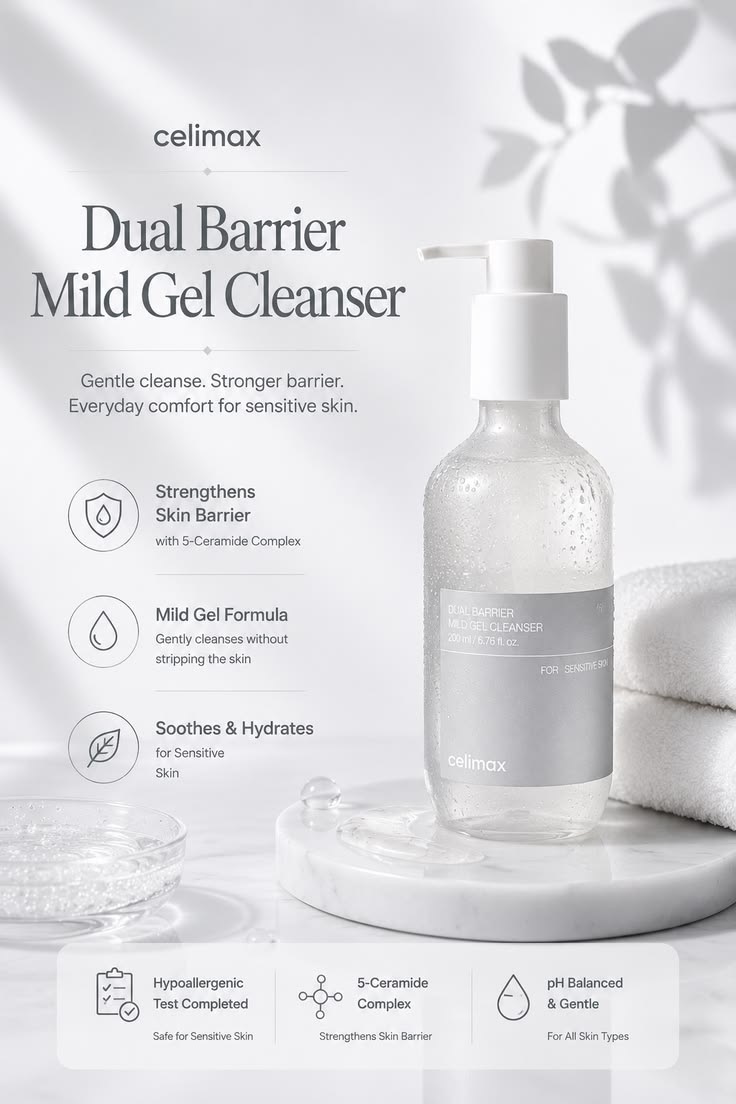 celimax
Dual Barrier
Mild Gel Cleanser
Gentle cleanse. Stronger barrier.
Everyday comfort for sensitive skin.
Strengthens
Skin Barrier
with 5-Ceramide Complex
Mild Gel Formula
Gently cleanses without
stripping the skin
Soothes & Hydrates
for Sensitive
Skin
DUAL BARRIER
MILD GEL CLEANSER
200 ml / 6.76 fl. oz.
FOR SENSITIVE SKIN
celimax
Hypoallergenic
Test Completed
Safe for Sensitive Skin
5-Ceramide
Complex
Strengthens Skin Barrier
pH Balanced
& Gentle
For All Skin Types